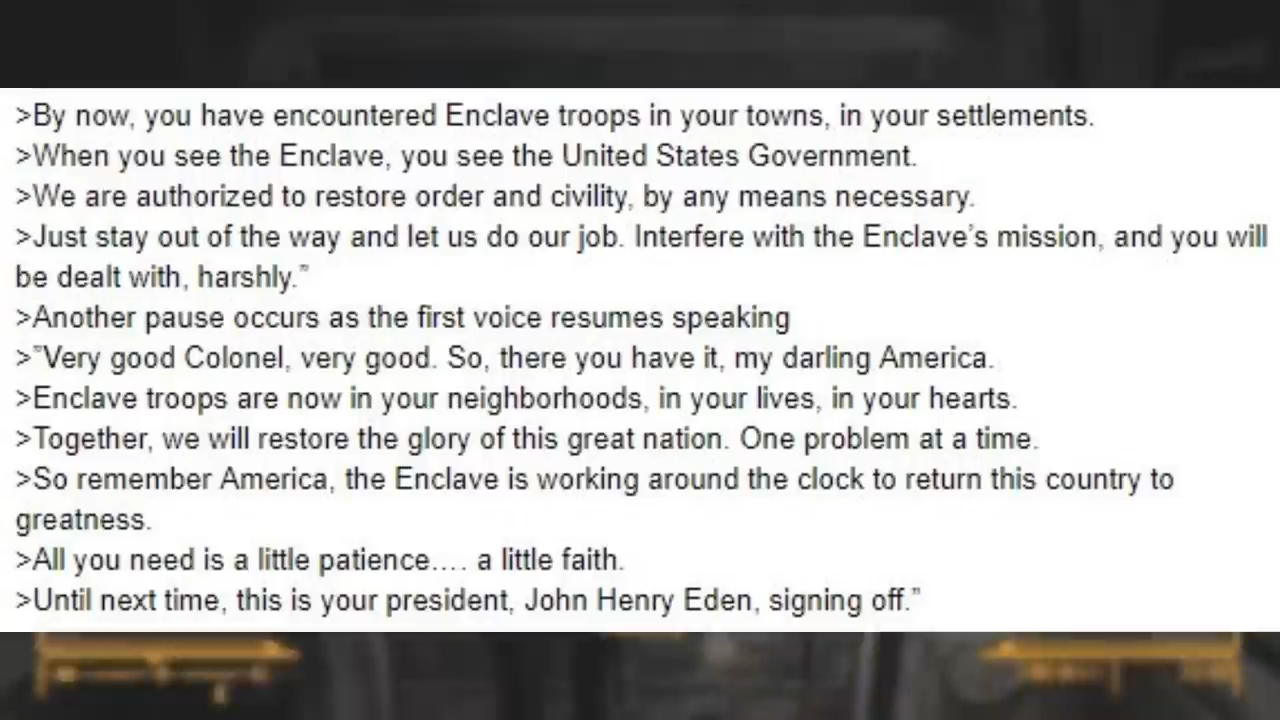 >By now, you have encountered Enclave troops in your towns, in your settlements.
>When you see the Enclave, you see the United States Government.
>We are authorized to restore order and civility, by any means necessary.
>Just stay out of the way and let us do our job. Interfere with the Enclave’s mission, and you will
be dealt with, harshly.”
>Another pause occurs as the first voice resumes speaking
>”Very good Colonel, very good. So, there you have it, my darling America.
>Enclave troops are now in your neighborhoods, in your lives, in your hearts.
>Together, we will restore the glory of this great nation. One problem at a time.
>So remember America, the Enclave is working around the clock to return this country to
greatness.
>All you need is a little patience…. a little faith.
>Until next time, this is your president, John Henry Eden, signing off.”